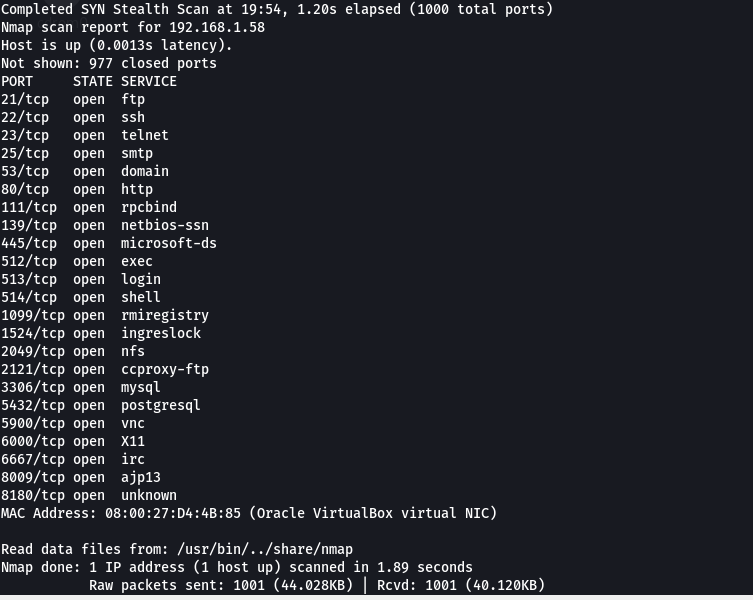 Completed SYN Stealth Scan at 19:54, 1.20s elapsed (1000 total ports)
Nmap scan report for 192.168.1.58
Host is up (0.0013s latency).
Not shown: 977 closed ports
PORT     STATE SERVICE
21/tcp   open  ftp
22/tcp   open  ssh
23/tcp   open  telnet
25/tcp   open  smtp
53/tcp   open  domain
80/tcp   open  http
111/tcp  open  rpcbind
139/tcp  open  netbios-ssn
445/tcp  open  microsoft-ds
512/tcp  open  exec
513/tcp  open  login
514/tcp  open  shell
1099/tcp open  rmiregistry
1524/tcp open  ingreslock
2049/tcp open  nfs
2121/tcp open  ccproxy-ftp
3306/tcp open  mysql
5432/tcp open  postgresql
5900/tcp open  vnc
6000/tcp open  X11
6667/tcp open  irc
8009/tcp open  ajp13
8180/tcp open  unknown
MAC Address: 08:00:27:D4:4B:85 (Oracle VirtualBox virtual NIC)
Read data files from: /usr/bin/../share/nmap
Nmap done: 1 IP address (1 host up) scanned in 1.89 seconds
           Raw packets sent: 1001 (44.028KB) | Rcvd: 1001 (40.120KB)